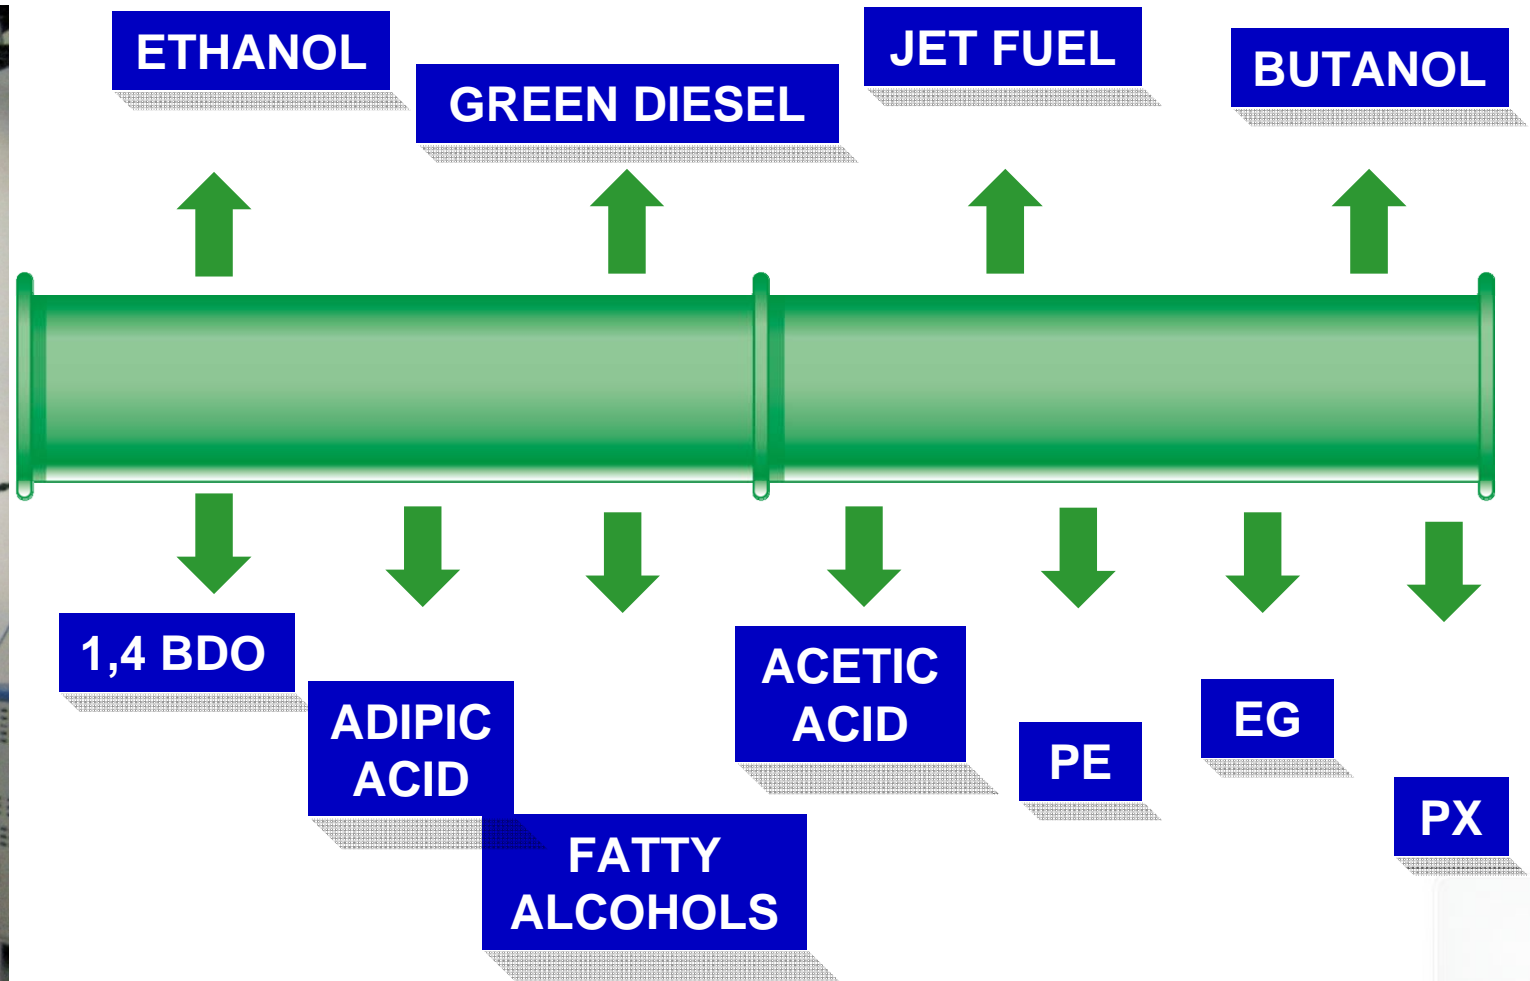 ETHANOL
GREEN DIESEL
JET FUEL
BUTANOL
1,4 BDO
ADIPIC
ACID
FATTY
ALCOHOLS
ACETIC
ACID
PE
EG
PX